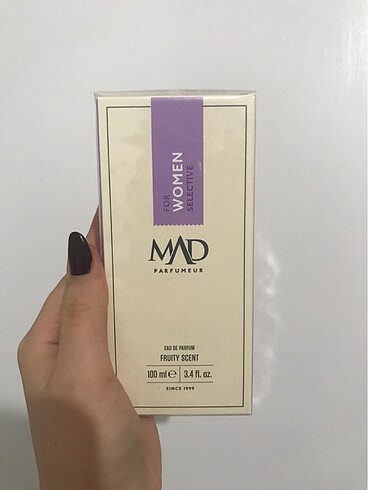 FOR
WOMEN
SELECTIVE
MAD
PARFUMEUR
EAU DE PARFUM
FRUITY SCENT
100 ml ℮ 3.4 fl. oz.
SINCE 1999